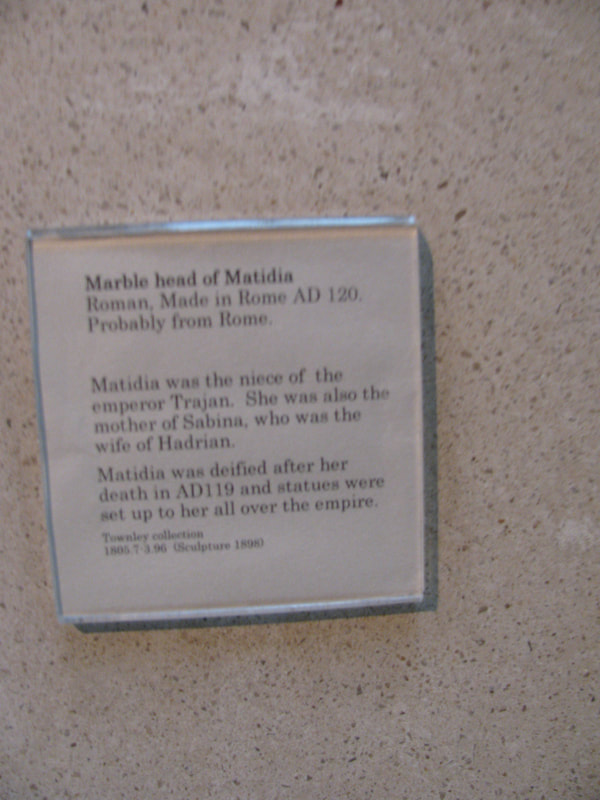 Marble head of Matidia
Roman, Made in Rome AD 120.
Probably from Rome.
Matidia was the niece of the
emperor Trajan. She was also the
mother of Sabina, who was the
wife of Hadrian.
Matidia was deified after her
death in AD119 and statues were
set up to her all over the empire.
Townley collection
1805.7-3.96 (Sculpture 1898)